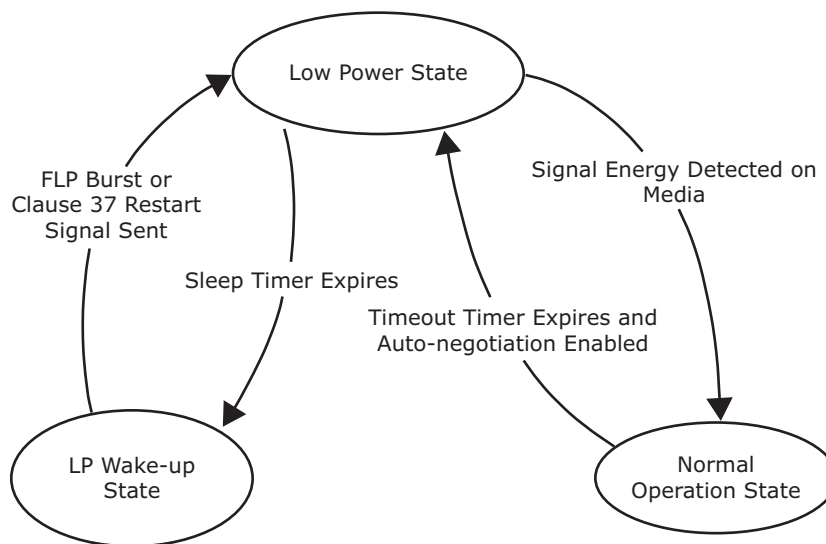 Low Power State
FLP Burst or
Clause 37 Restart
Signal Sent
Signal Energy Detected on
Media
Sleep Timer Expires
Timeout Timer Expires and
Auto-negotiation Enabled
LP Wake-up
State
Normal
Operation State